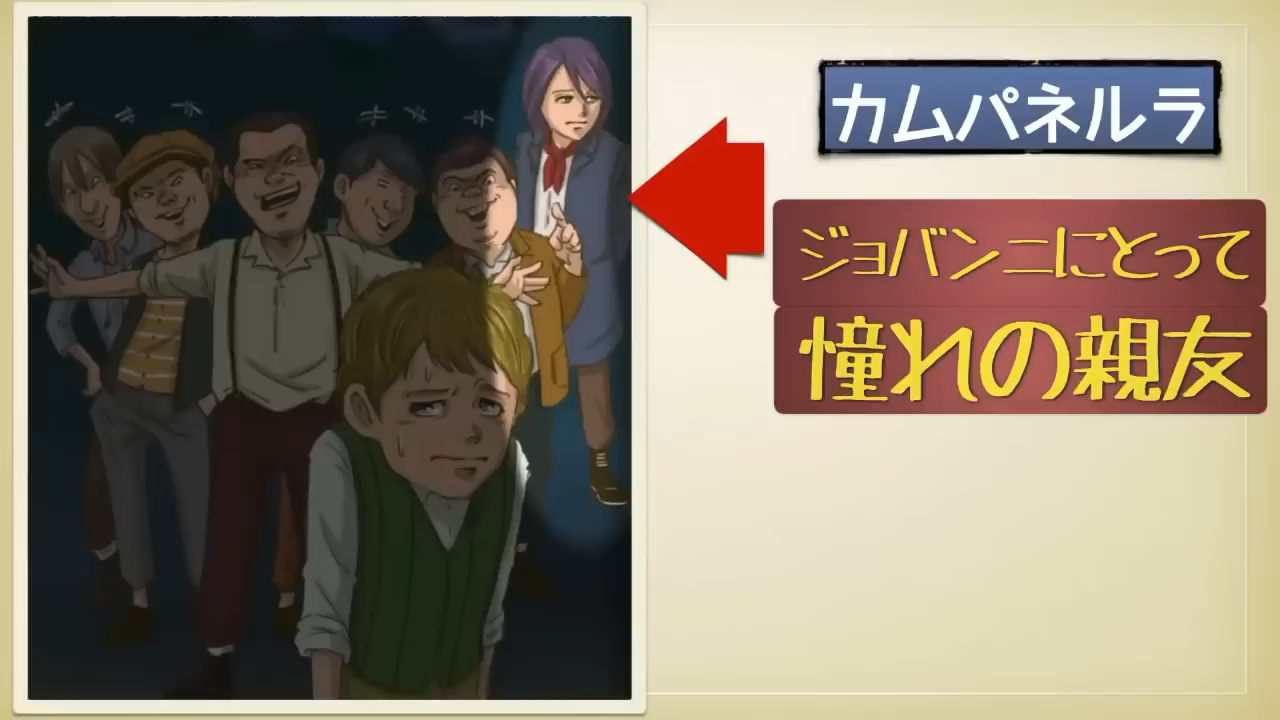 カムパネルラ
ジョバンニにとって
憧れの親友